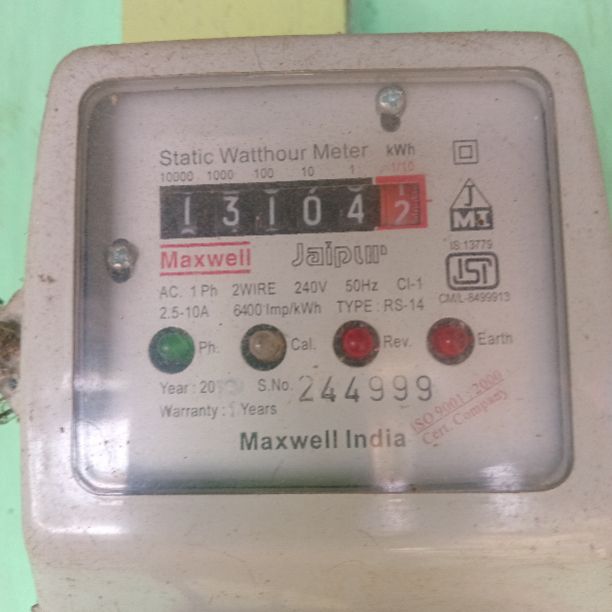 Static Watthour Meter kWh
10000 1000 100 10 1 1/10
1 3 1 0 4 2
Maxwell Jaipur
IS:13779
CM/L-8499913
AC. 1 Ph 2WIRE 240V 50Hz Cl-1
2.5-10A 6400 Imp/kWh TYPE : RS-14
Ph. Cal. Rev. Earth
Year : S.No. 244999
Warranty : Years
ISO 9001 : 2000
Cert. Company
Maxwell India